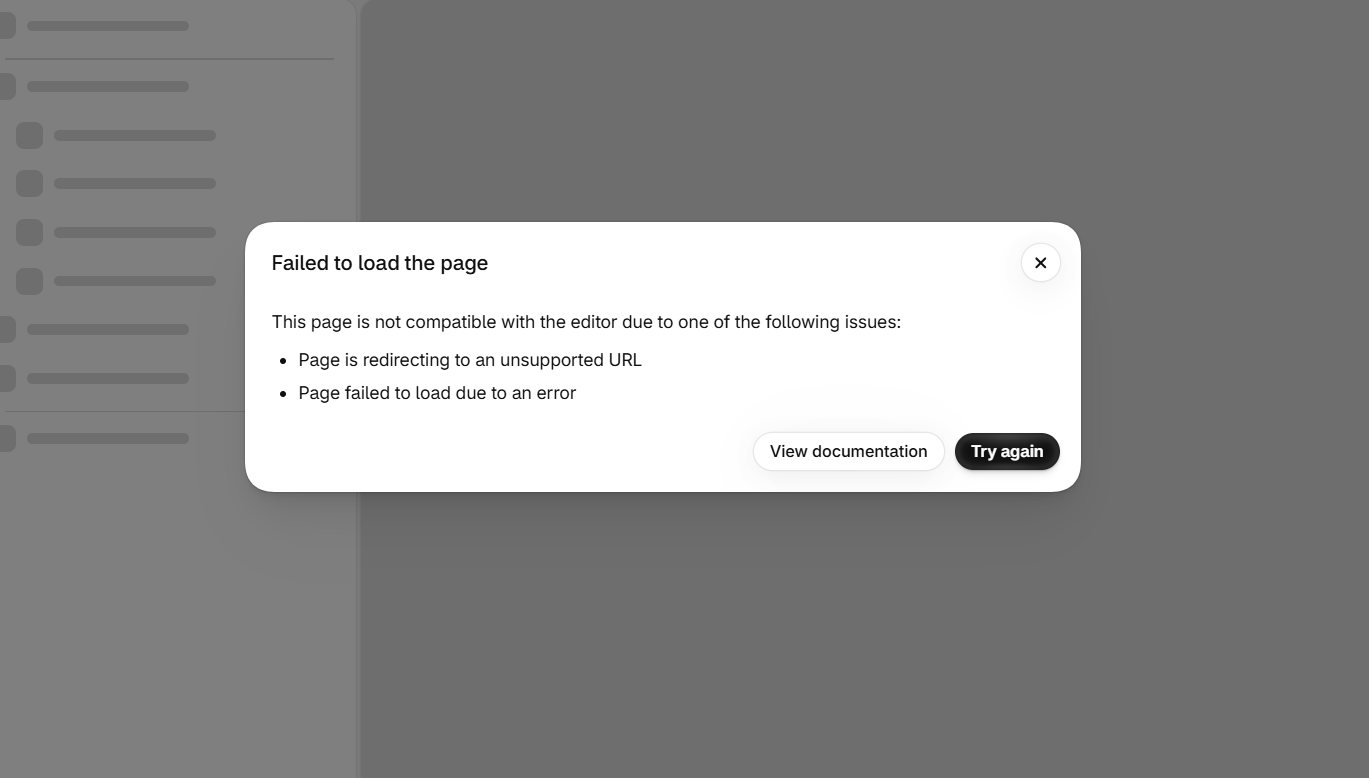 Failed to load the page
This page is not compatible with the editor due to one of the following issues:
Page is redirecting to an unsupported URL
Page failed to load due to an error
View documentation
Try again